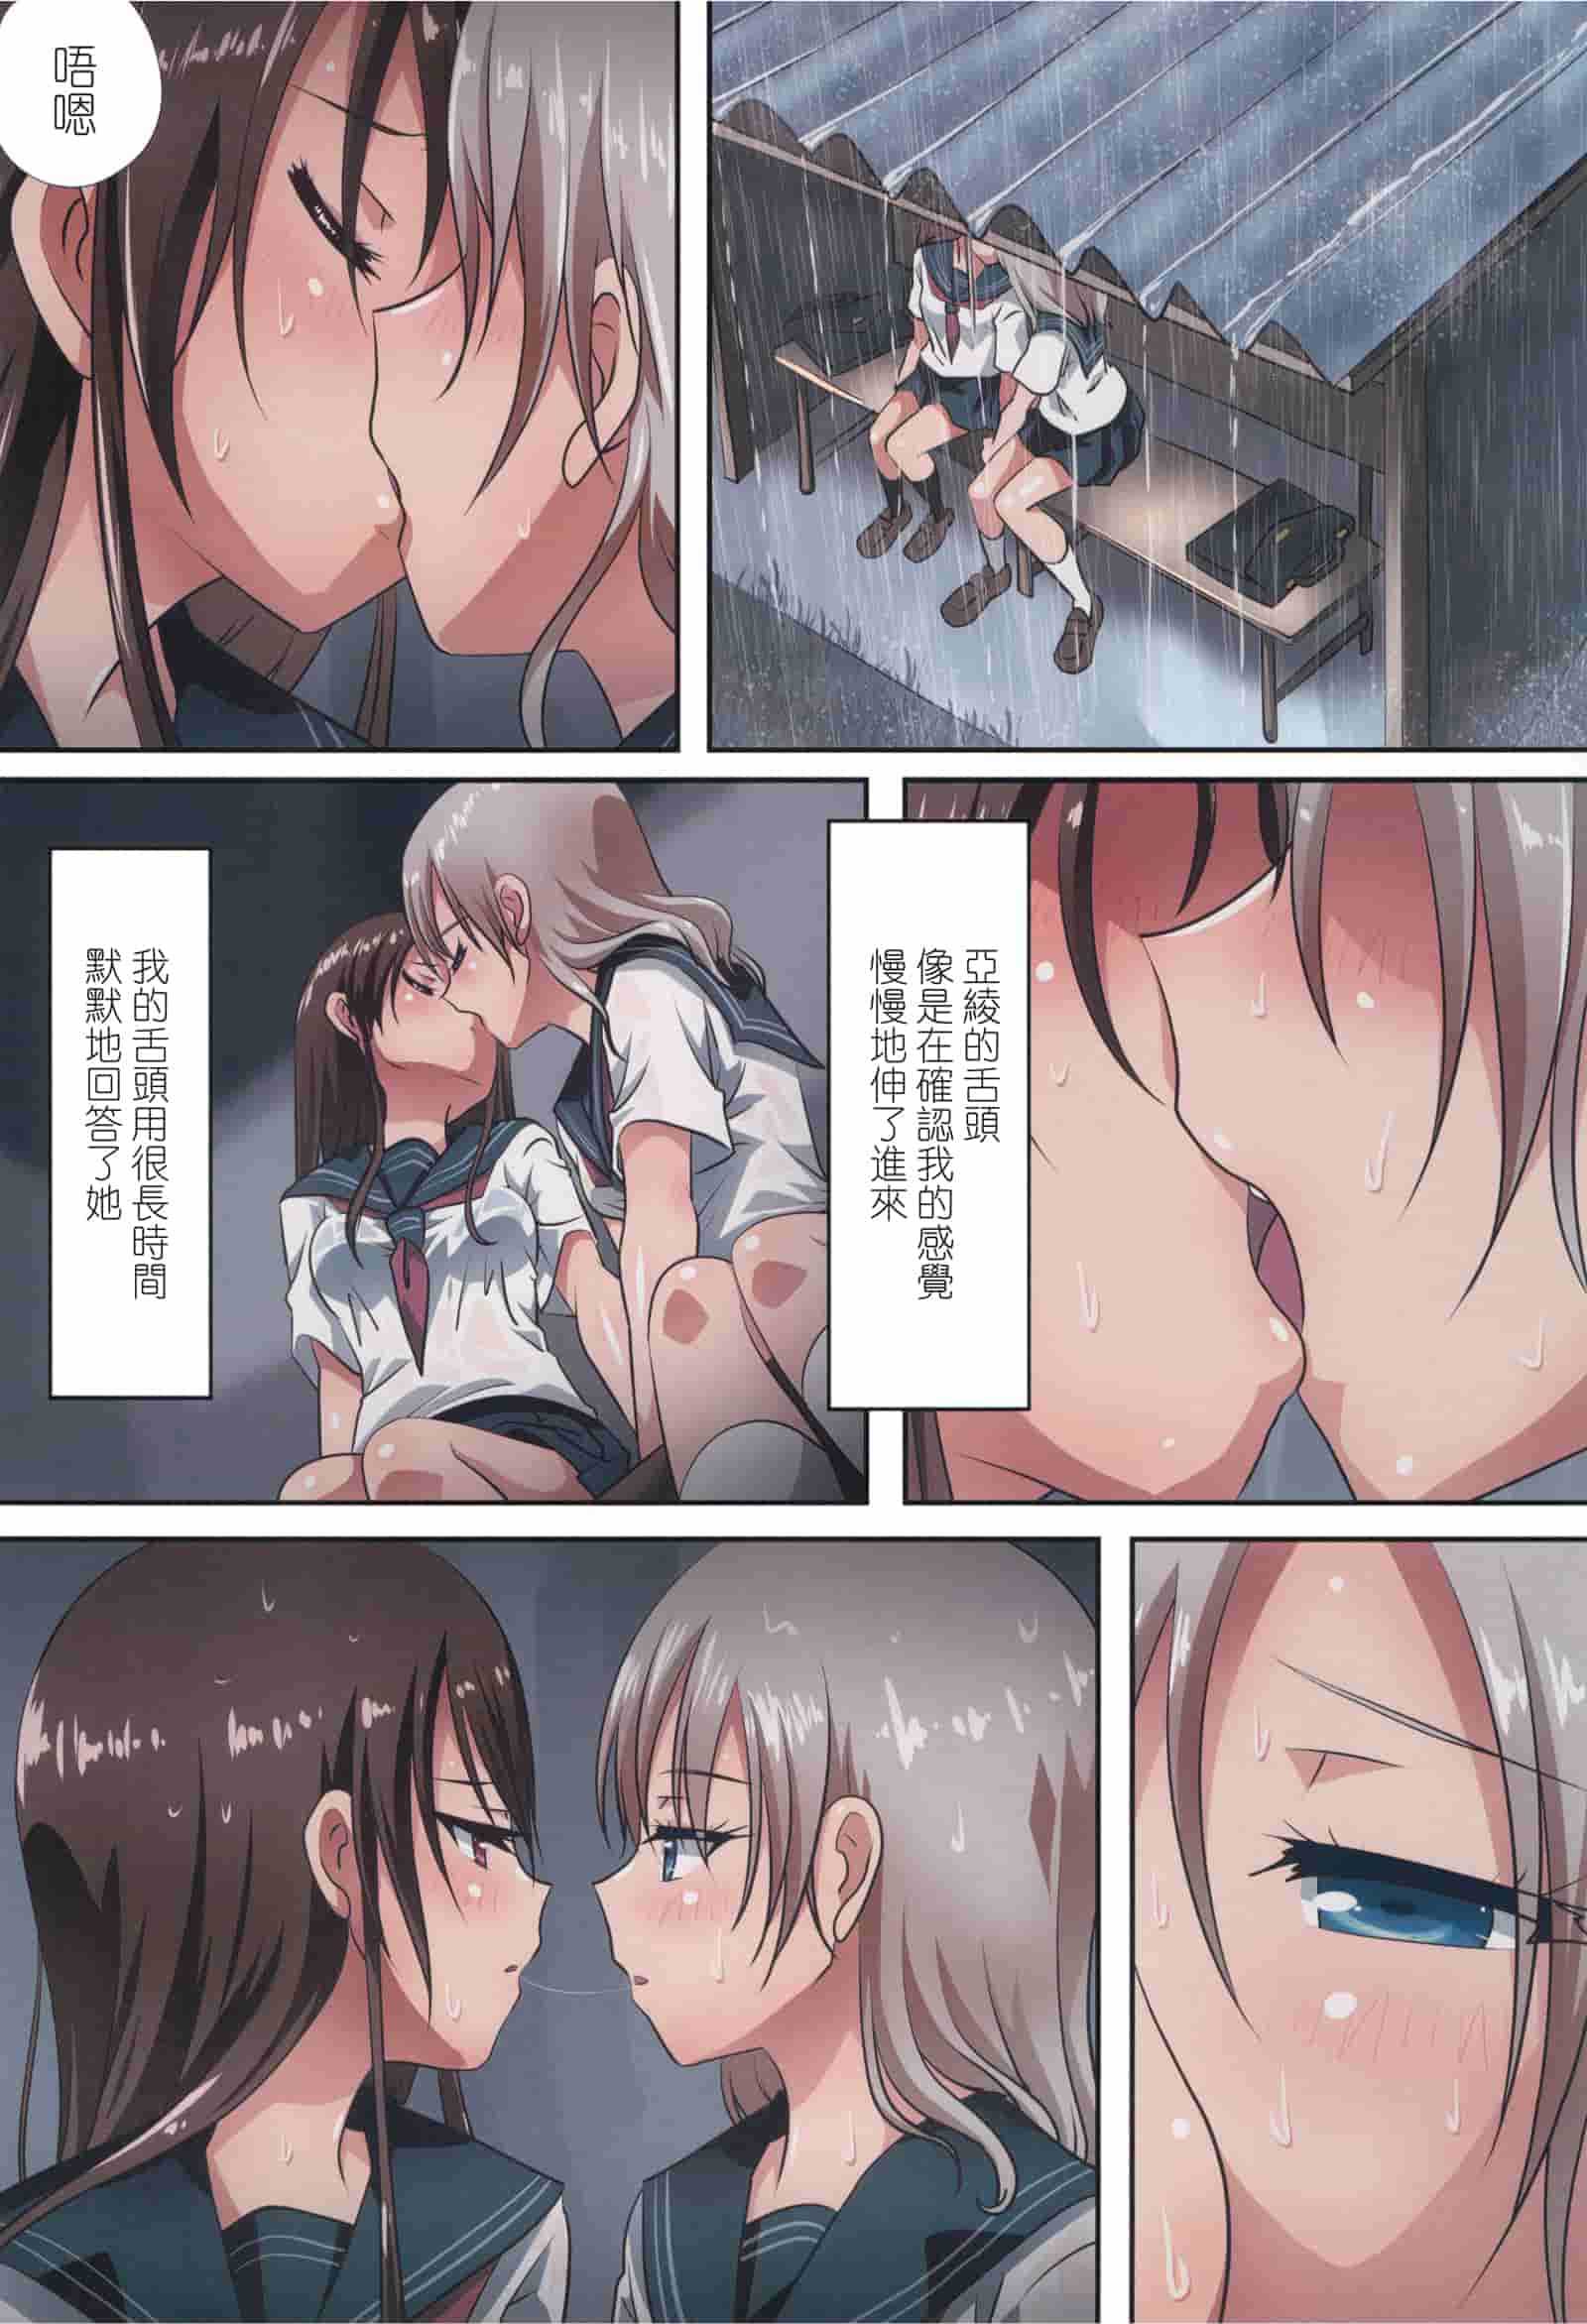 唔
嗯
亞綾的舌頭
像是在確認我的感覺
慢慢地伸了進來
我的舌頭用很長時間
默默地回答了她